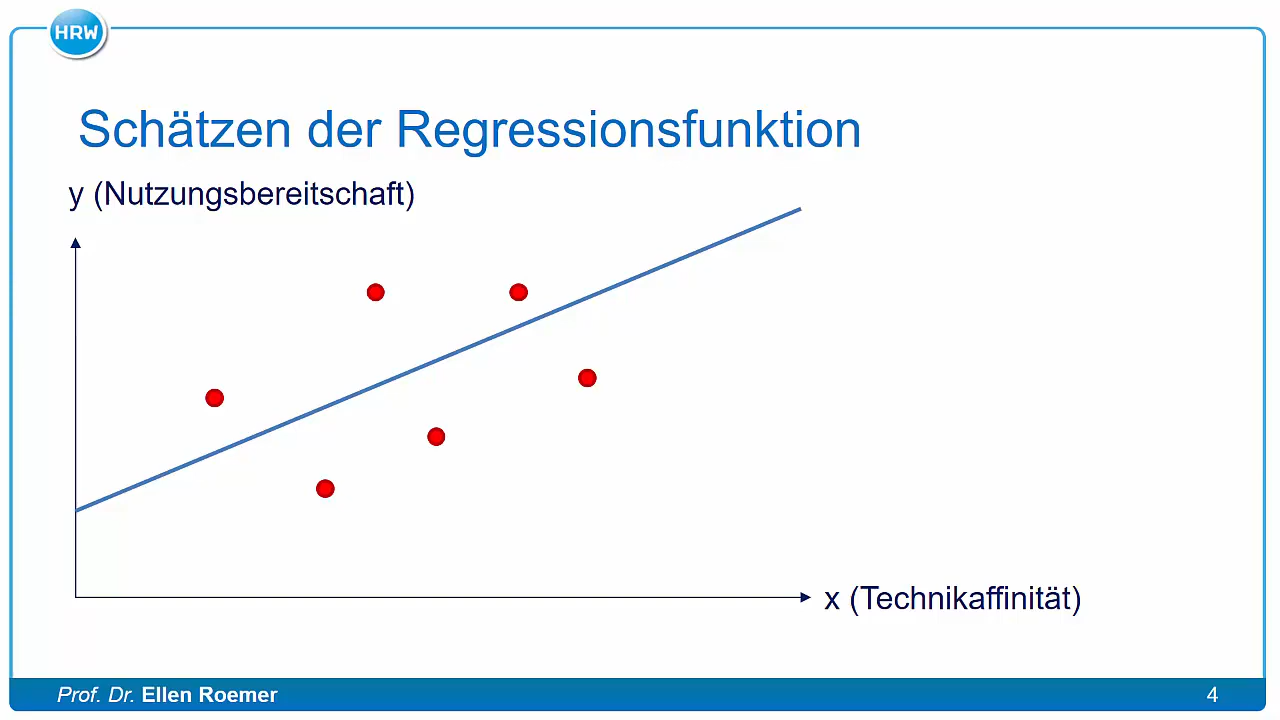 HRW
Schätzen der Regressionsfunktion
y (Nutzungsbereitschaft)
x (Technikaffinität)
Prof. Dr. Ellen Roemer
4